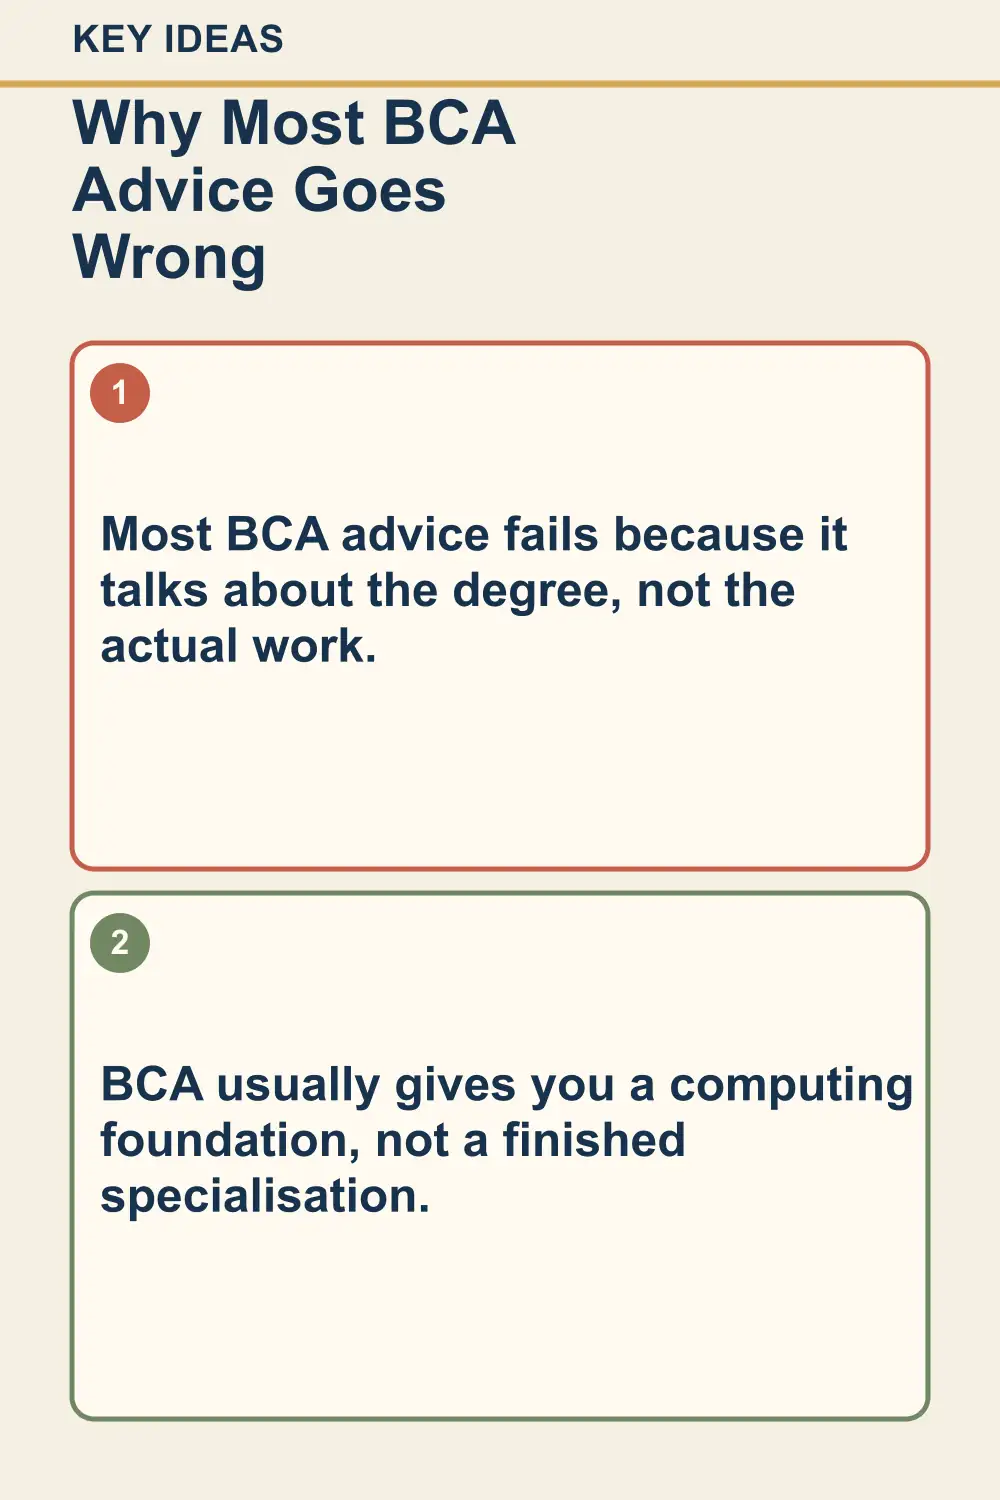 KEY IDEAS
Why Most BCA
Advice Goes
Wrong
1
Most BCA advice fails because it
talks about the degree, not the
actual work.
2
BCA usually gives you a computing
foundation, not a finished
specialisation.